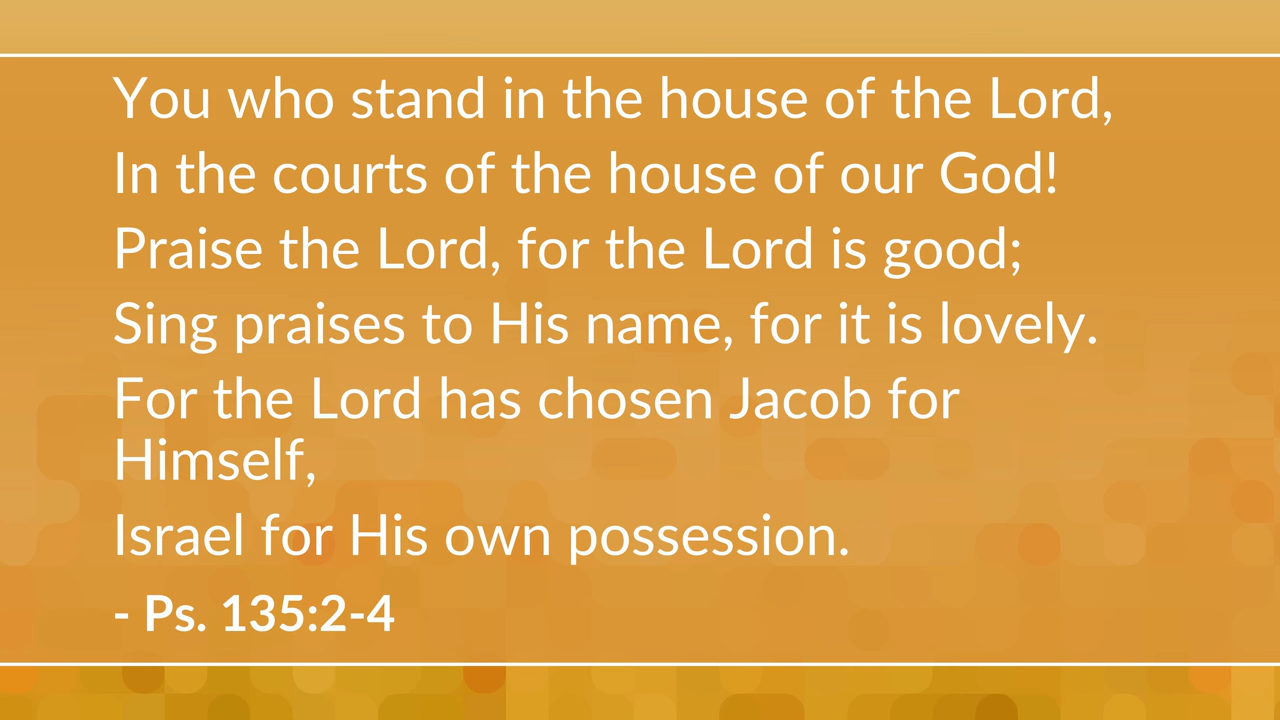 You who stand in the house of the Lord,
In the courts of the house of our God!
Praise the Lord, for the Lord is good;
Sing praises to His name, for it is lovely.
For the Lord has chosen Jacob for
Himself,
Israel for His own possession.
- Ps. 135:2-4